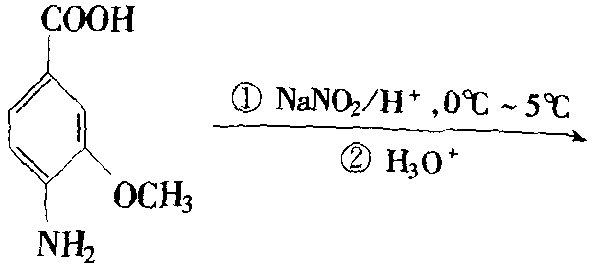 COOH
① NaNO₂/H⁺ ,0℃ ~ 5℃
② H₃O⁺
OCH₃
NH₂